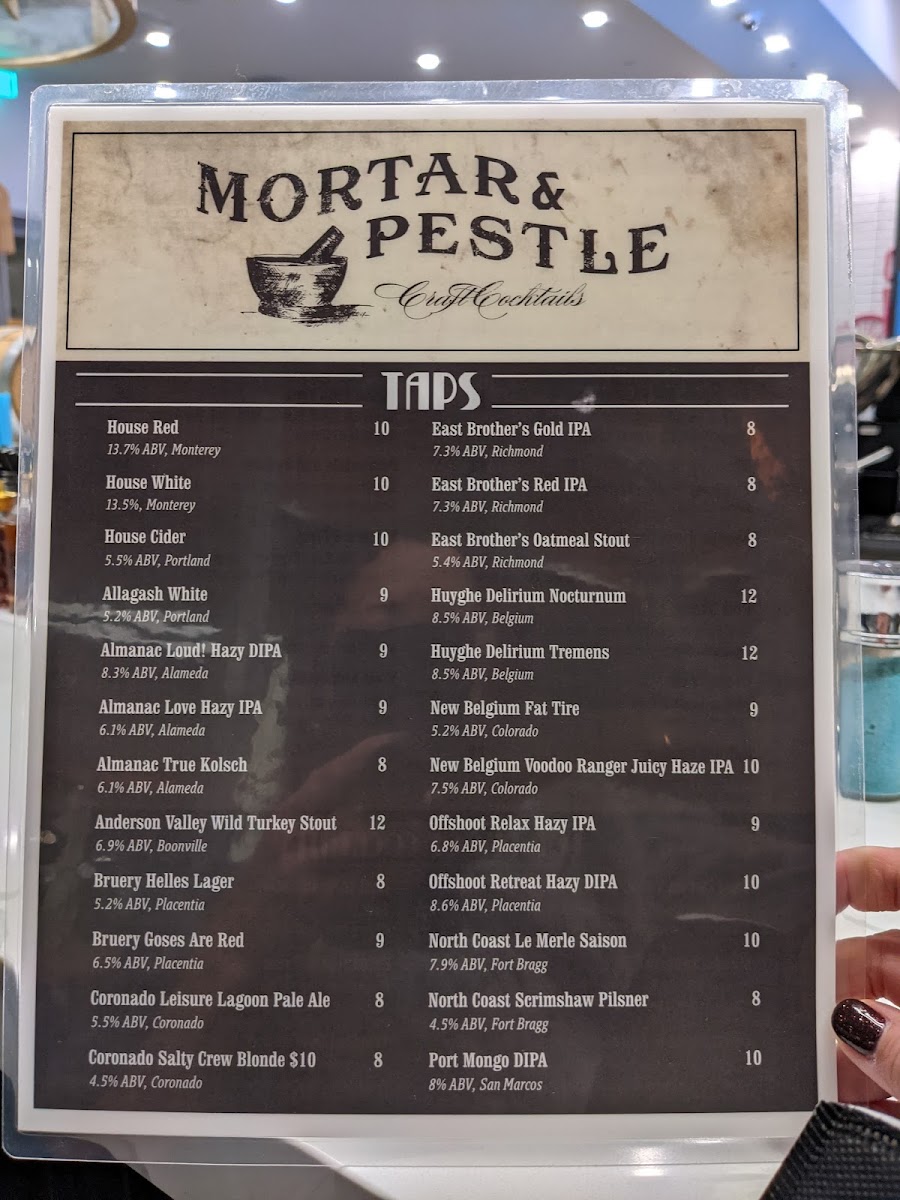 MORTAR &
PESTLE
Craft Cocktails
TAPS
House Red 10
13.7% ABV, Monterey
House White 10
13.5%, Monterey
House Cider 10
5.5% ABV, Portland
Allagash White 9
5.2% ABV, Portland
Almanac Loud! Hazy DIPA 9
8.3% ABV, Alameda
Almanac Love Hazy IPA 9
6.1% ABV, Alameda
Almanac True Kolsch 8
6.1% ABV, Alameda
Anderson Valley Wild Turkey Stout 12
6.9% ABV, Boonville
Bruery Helles Lager 8
5.2% ABV, Placentia
Bruery Goses Are Red 9
6.5% ABV, Placentia
Coronado Leisure Lagoon Pale Ale 8
5.5% ABV, Coronado
Coronado Salty Crew Blonde $10 8
4.5% ABV, Coronado
East Brother's Gold IPA 8
7.3% ABV, Richmond
East Brother's Red IPA 8
7.3% ABV, Richmond
East Brother's Oatmeal Stout 8
5.4% ABV, Richmond
Huyghe Delirium Nocturnum 12
8.5% ABV, Belgium
Huyghe Delirium Tremens 12
8.5% ABV, Belgium
New Belgium Fat Tire 9
5.2% ABV, Colorado
New Belgium Voodoo Ranger Juicy Haze IPA 10
7.5% ABV, Colorado
Offshoot Relax Hazy IPA 9
6.8% ABV, Placentia
Offshoot Retreat Hazy DIPA 10
8.6% ABV, Placentia
North Coast Le Merle Saison 10
7.9% ABV, Fort Bragg
North Coast Scrimshaw Pilsner 8
4.5% ABV, Fort Bragg
Port Mongo DIPA 10
8% ABV, San Marcos